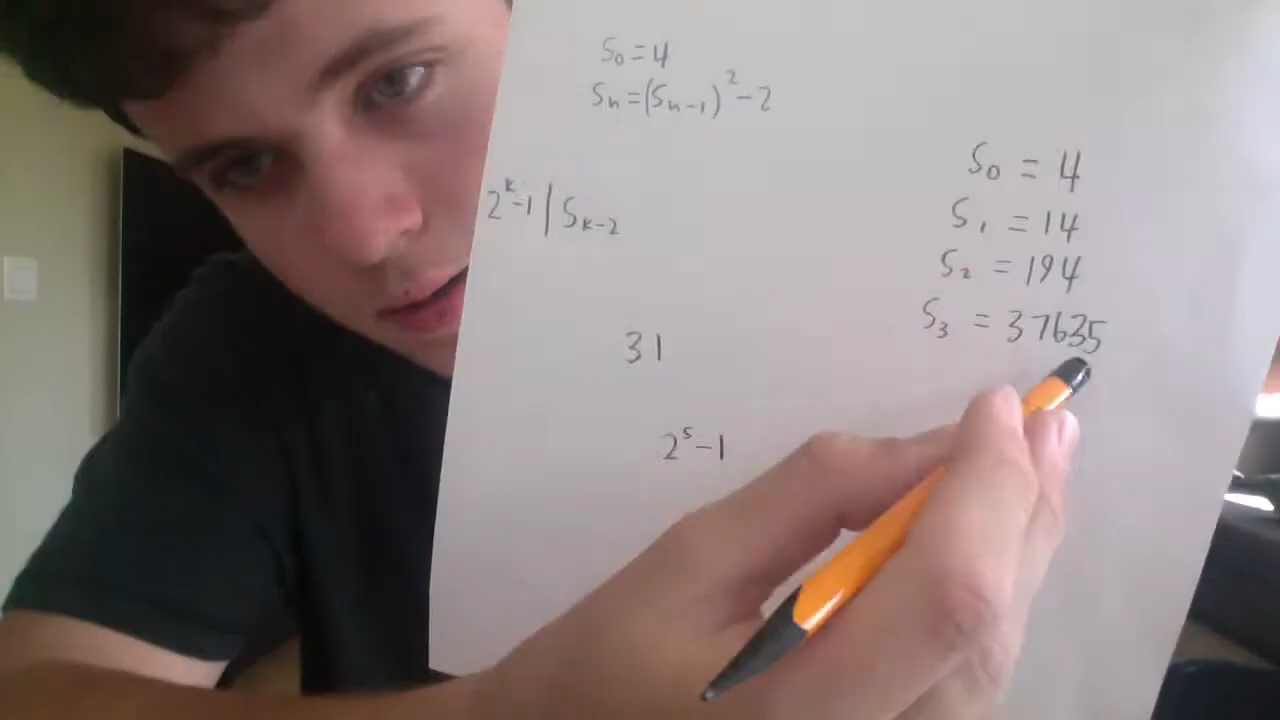 S₀ = 4
Sₙ = (Sₙ₋₁)² - 2
2ᵏ-1 | Sₖ₋₂
31
2⁵-1
S₀ = 4
S₁ = 14
S₂ = 194
S₃ = 37635